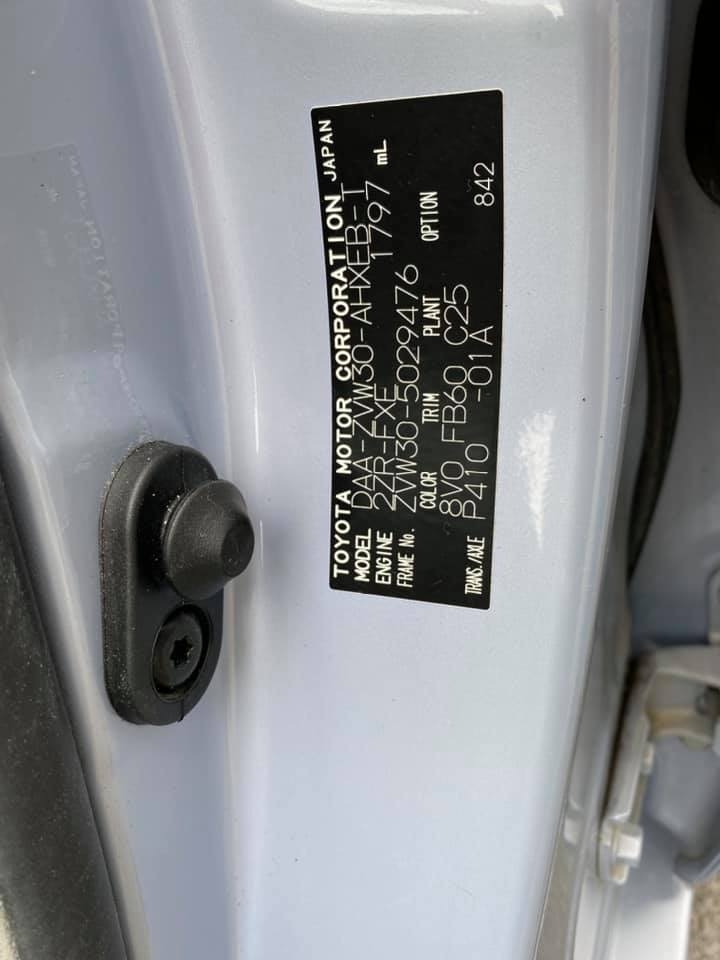 TOYOTA MOTOR CORPORATION JAPAN
MODEL DAA-ZVW30-AHXEB-T
ENGINE 2ZR-FXE 1797 mL
FRAME No. ZVW30-5029476
COLOR TRIM PLANT OPTION
8V0 FB60 C25
TRANS./AXLE P410 -01A 842